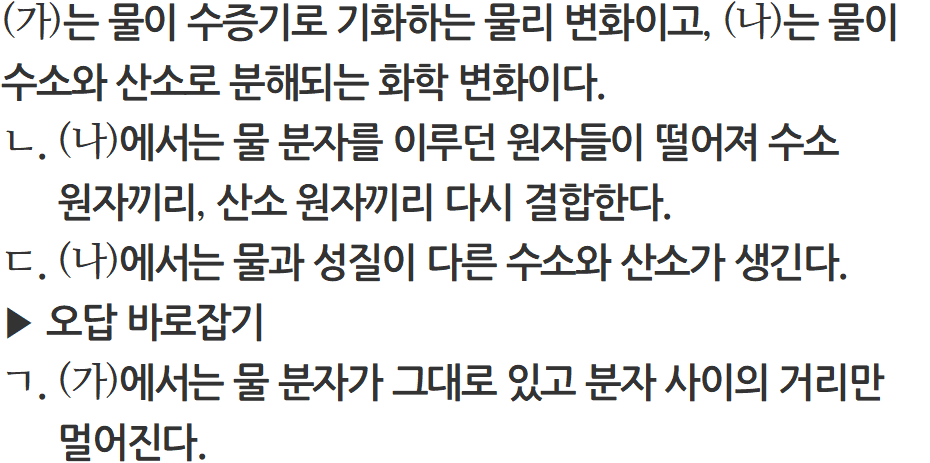 (가)는 물이 수증기로 기화하는 물리 변화이고, (나)는 물이
수소와 산소로 분해되는 화학 변화이다.
ㄴ. (나)에서는 물 분자를 이루던 원자들이 떨어져 수소
원자끼리, 산소 원자끼리 다시 결합한다.
ㄷ. (나)에서는 물과 성질이 다른 수소와 산소가 생긴다.
▶ 오답 바로잡기
ㄱ. (가)에서는 물 분자가 그대로 있고 분자 사이의 거리만
멀어진다.